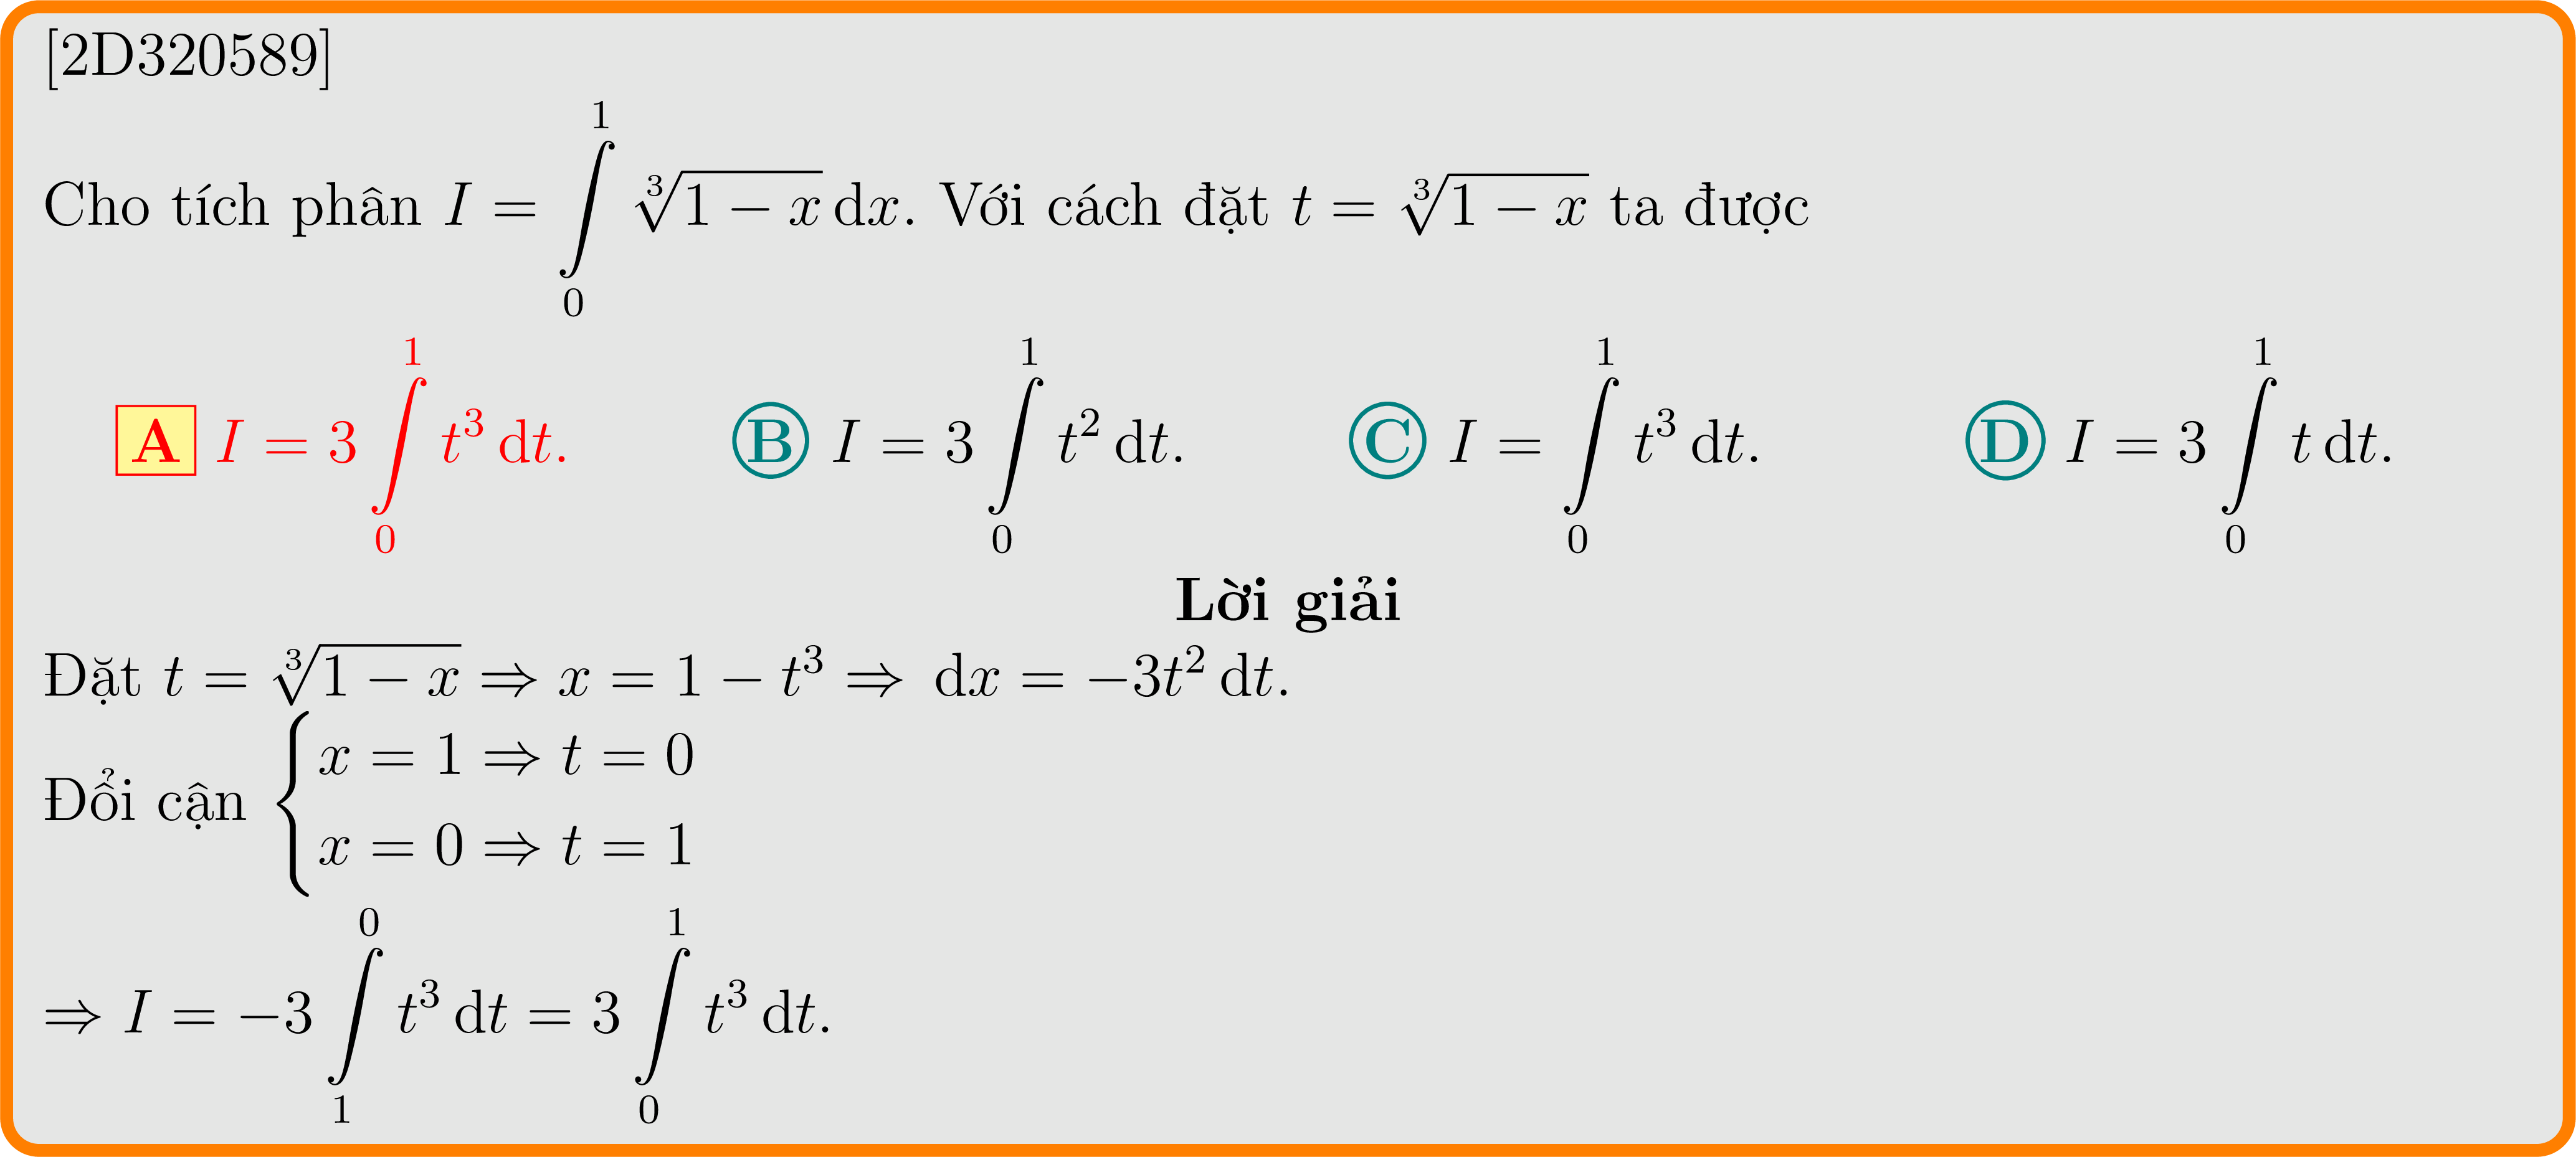 [2D320589]
Cho tích phân $I = \int\limits_0^1 \sqrt[3]{1-x}\,\mathrm{d}x$. Với cách đặt $t = \sqrt[3]{1-x}$ ta được
A $I = 3\int\limits_0^1 t^3\,\mathrm{d}t.$ B $I = 3\int\limits_0^1 t^2\,\mathrm{d}t.$ C $I = \int\limits_0^1 t^3\,\mathrm{d}t.$ D $I = 3\int\limits_0^1 t\,\mathrm{d}t.$
Lời giải
Đặt $t = \sqrt[3]{1-x} \Rightarrow x = 1 - t^3 \Rightarrow \mathrm{d}x = -3t^2\,\mathrm{d}t.$
Đổi cận $\begin{cases} x = 1 \Rightarrow t = 0 \\ x = 0 \Rightarrow t = 1 \end{cases}$
$\Rightarrow I = -3\int\limits_1^0 t^3\,\mathrm{d}t = 3\int\limits_0^1 t^3\,\mathrm{d}t.$